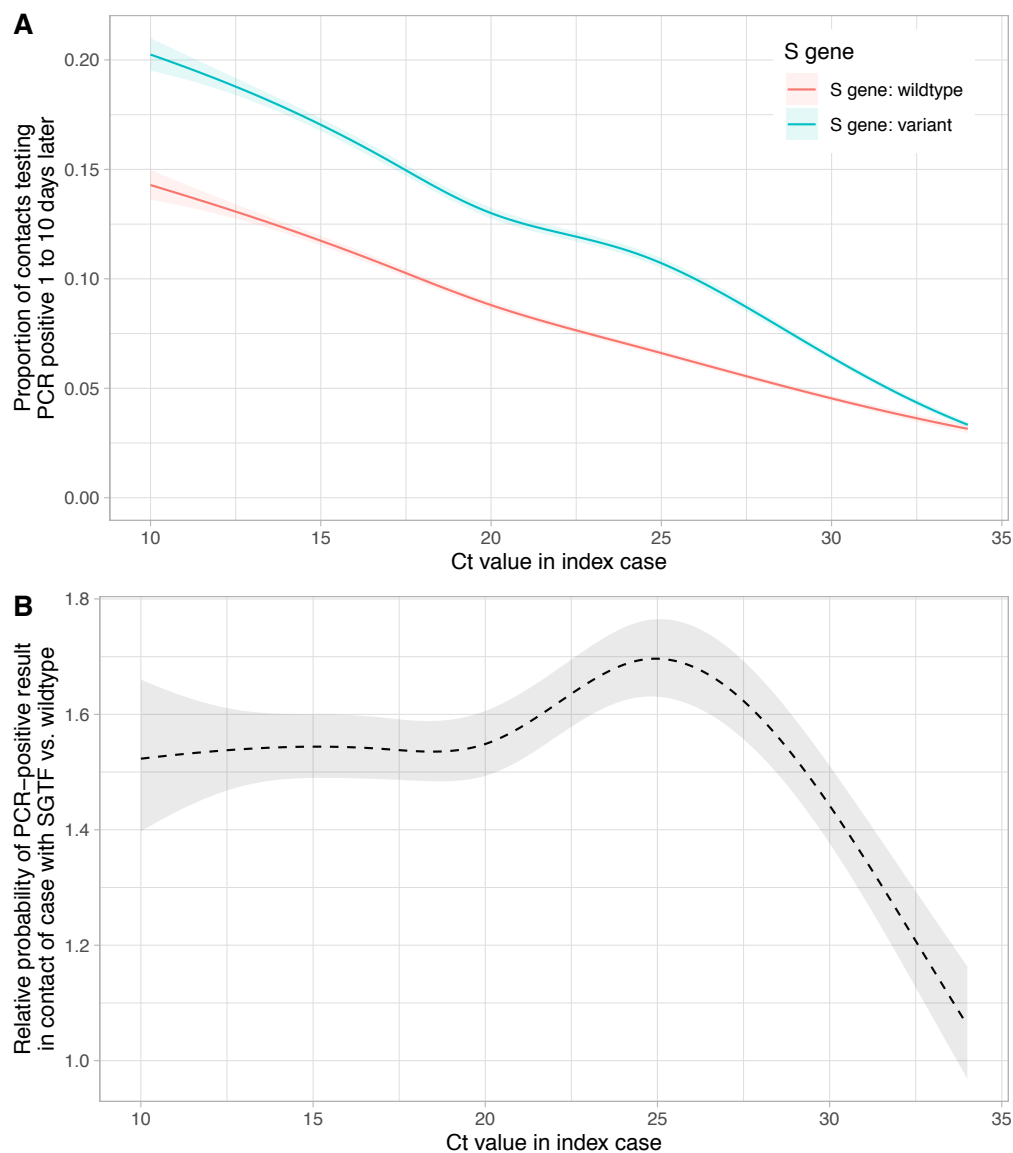 A
Proportion of contacts testing
PCR positive 1 to 10 days later
0.20
0.15
0.10
0.05
0.00
S gene
S gene: wildtype
S gene: variant
10 15 20 25 30 35
Ct value in index case
B
Relative probability of PCR−positive result
in contact of case with SGTF vs. wildtype
1.8
1.6
1.4
1.2
1.0
10 15 20 25 30 35
Ct value in index case